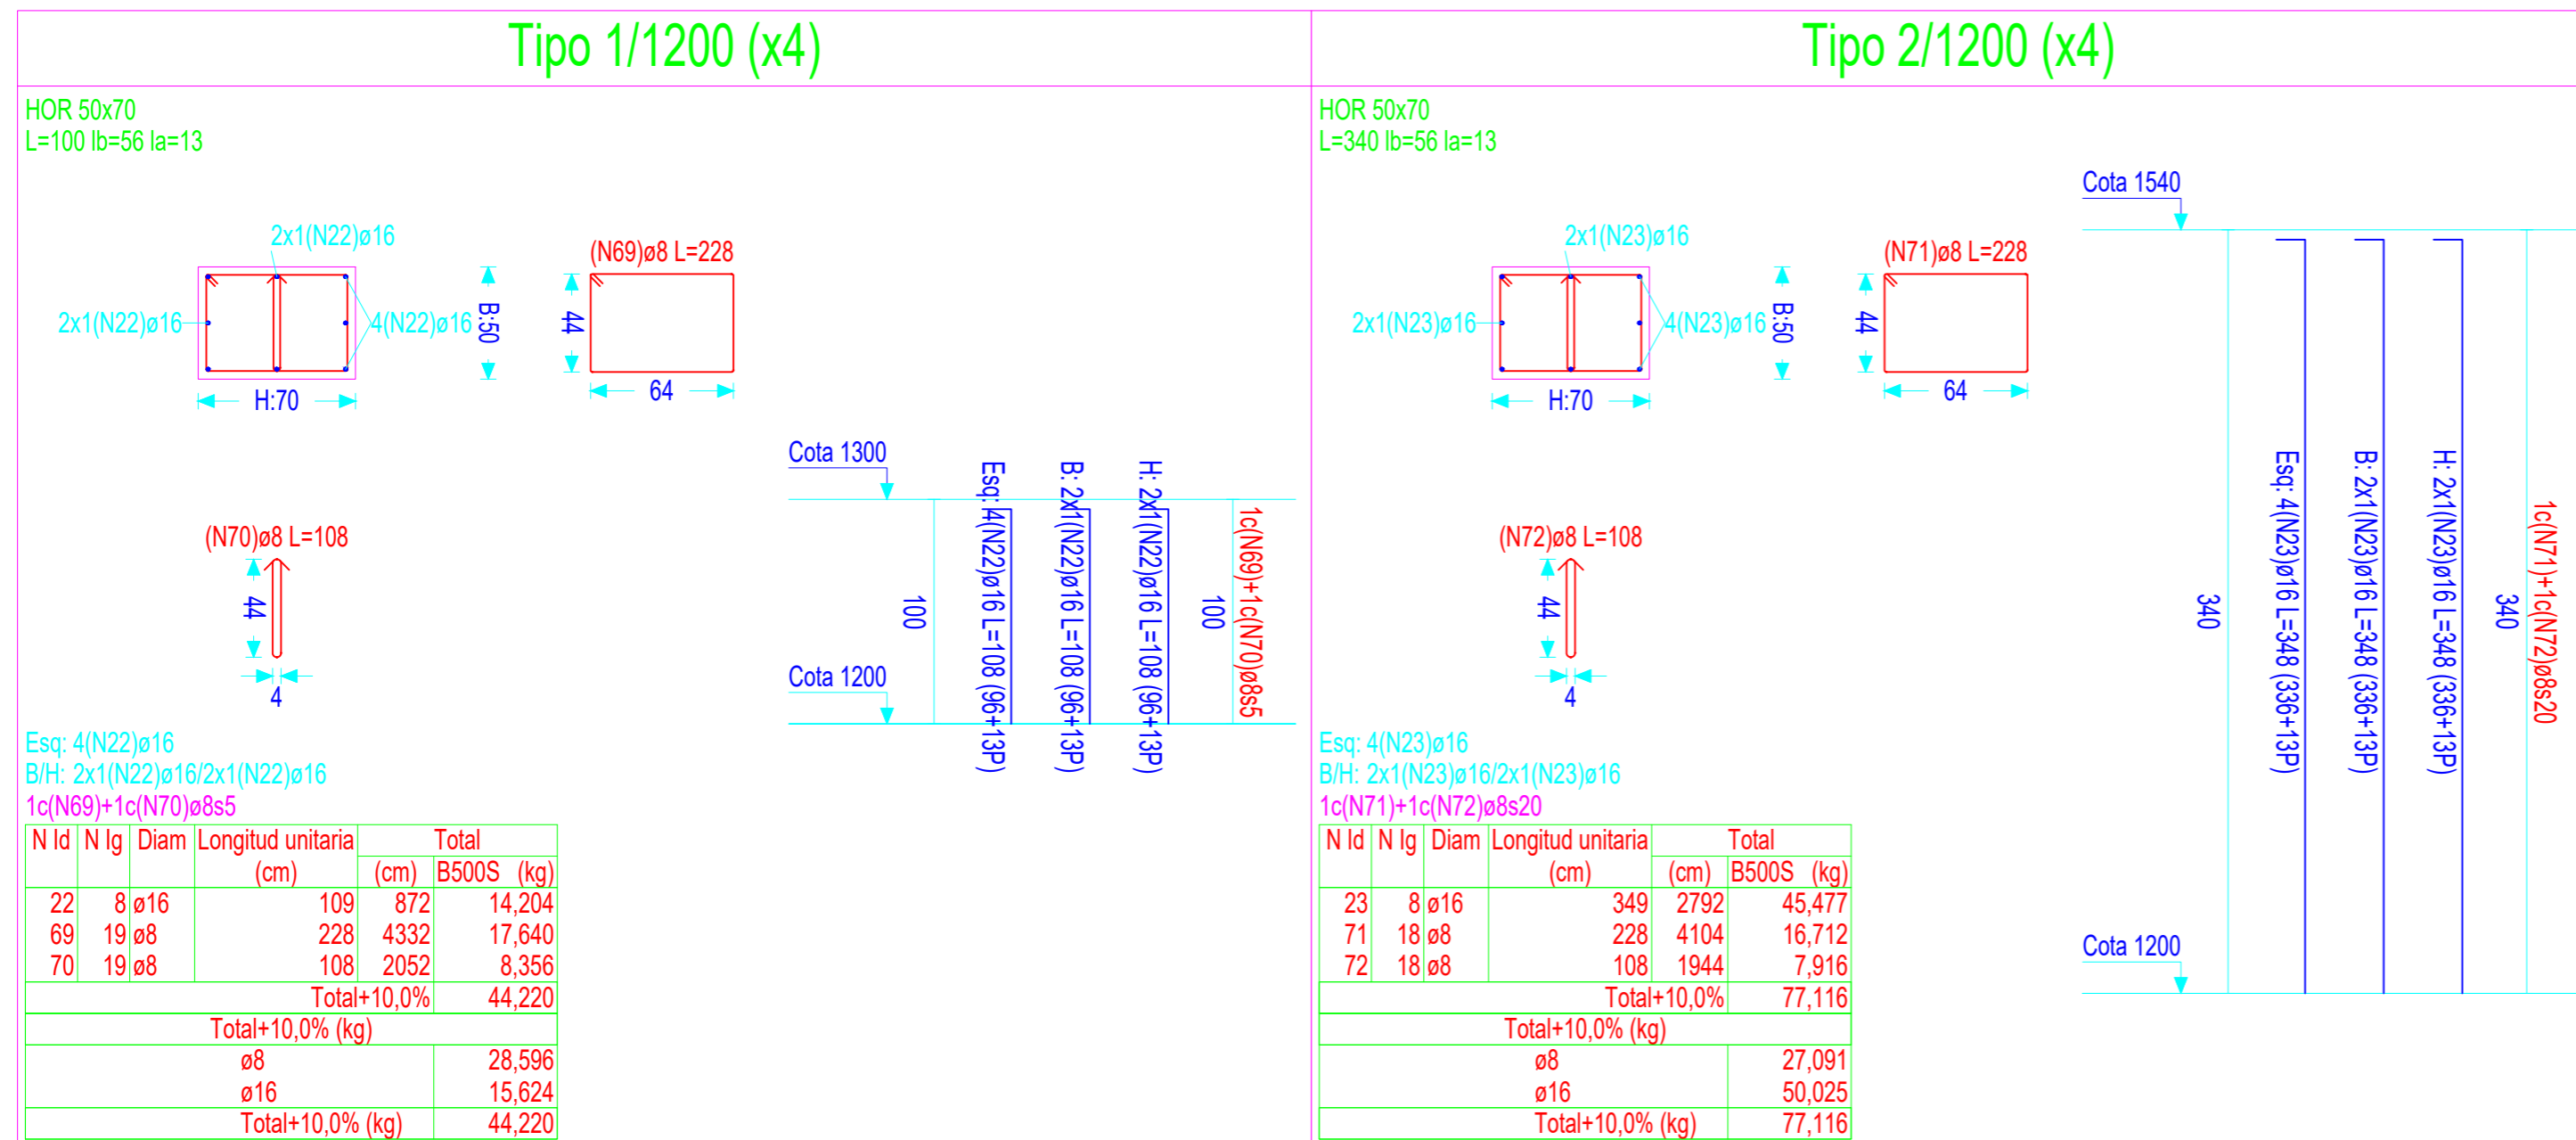 Tipo 1/1200 (x4)
HOR 50x70
L=100 lb=56 la=13
2x1(N22)ø16
2x1(N22)ø16
4(N22)ø16
B:50
H:70
(N69)ø8 L=228
44
64
(N70)ø8 L=108
44
4
Cota 1300
Cota 1200
100
Esq: 4(N22)ø16 L=108 (96+13P)
B: 2x1(N22)ø16 L=108 (96+13P)
H: 2x1(N22)ø16 L=108 (96+13P)
100
1c(N69)+1c(N70)ø8s5
Esq: 4(N22)ø16
B/H: 2x1(N22)ø16/2x1(N22)ø16
1c(N69)+1c(N70)ø8s5
N Id N Ig Diam Longitud unitaria Total
(cm) (cm) B500S (kg)
22 8 ø16 109 872 14,204
69 19 ø8 228 4332 17,640
70 19 ø8 108 2052 8,356
Total+10,0% 44,220
Total+10,0% (kg)
ø8 28,596
ø16 15,624
Total+10,0% (kg) 44,220
Tipo 2/1200 (x4)
HOR 50x70
L=340 lb=56 la=13
2x1(N23)ø16
2x1(N23)ø16
4(N23)ø16
B:50
H:70
(N71)ø8 L=228
44
64
(N72)ø8 L=108
44
4
Cota 1540
Cota 1200
340
Esq: 4(N23)ø16 L=348 (336+13P)
B: 2x1(N23)ø16 L=348 (336+13P)
H: 2x1(N23)ø16 L=348 (336+13P)
340
1c(N71)+1c(N72)ø8s20
Esq: 4(N23)ø16
B/H: 2x1(N23)ø16/2x1(N23)ø16
1c(N71)+1c(N72)ø8s20
N Id N Ig Diam Longitud unitaria Total
(cm) (cm) B500S (kg)
23 8 ø16 349 2792 45,477
71 18 ø8 228 4104 16,712
72 18 ø8 108 1944 7,916
Total+10,0% 77,116
Total+10,0% (kg)
ø8 27,091
ø16 50,025
Total+10,0% (kg) 77,116